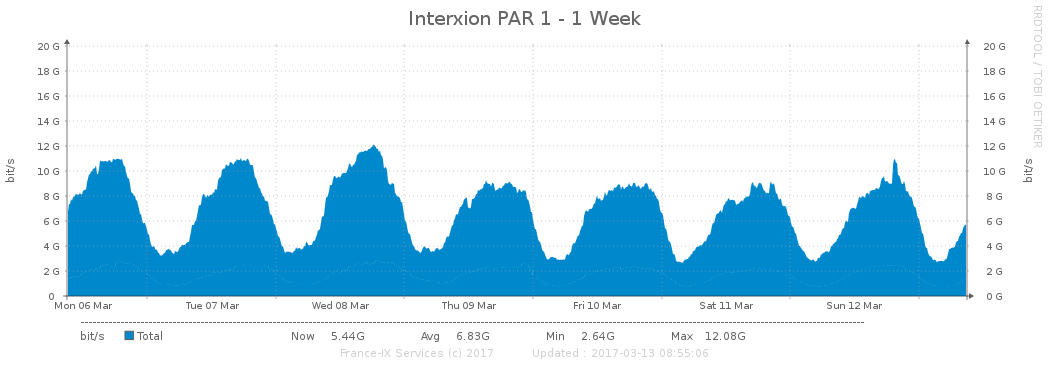 Interxion PAR 1 - 1 Week
RRDTOOL / TOBI OETIKER
bit/s
20 G
18 G
16 G
14 G
12 G
10 G
8 G
6 G
4 G
2 G
0
20 G
18 G
16 G
14 G
12 G
10 G
8 G
6 G
4 G
2 G
0 G
bit/s
Mon 06 Mar Tue 07 Mar Wed 08 Mar Thu 09 Mar Fri 10 Mar Sat 11 Mar Sun 12 Mar
bit/s Total Now 5.44G Avg 6.83G Min 2.64G Max 12.08G
France-IX Services (c) 2017 Updated : 2017-03-13 08:55:06